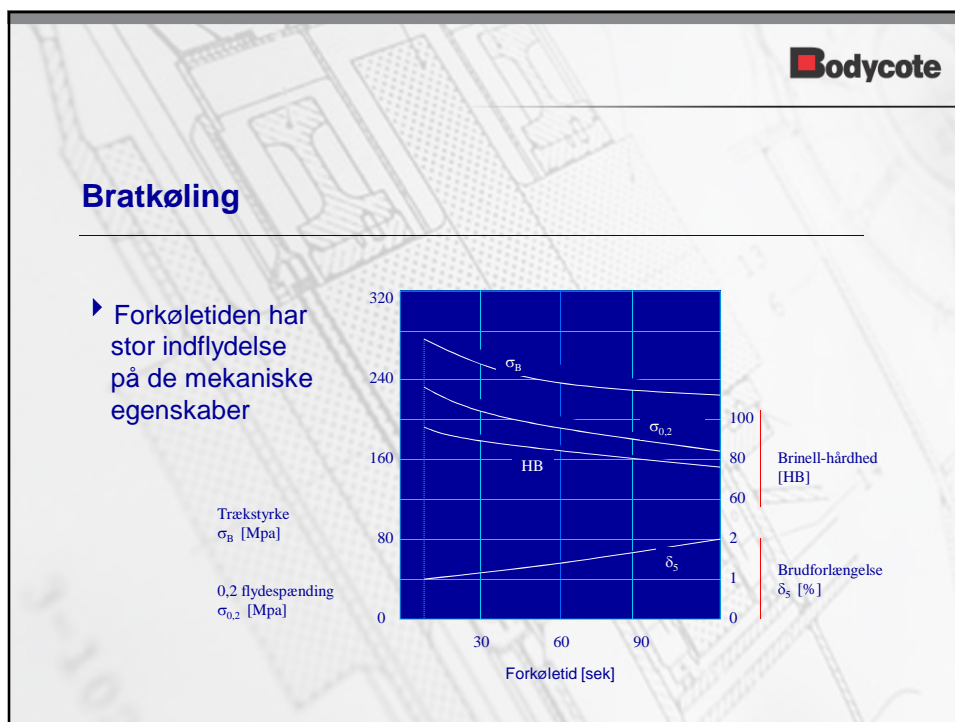 Bodycote
Bratkøling
Forkøletiden har
stor indflydelse
på de mekaniske
egenskaber
320
240
160
80
0
σB
σ0,2
HB
δ5
100
80
60
2
1
0
Brinell-hårdhed
[HB]
Trækstyrke
σB [Mpa]
0,2 flydespænding
σ0,2 [Mpa]
Brudforlængelse
δ5 [%]
30 60 90
Forkøletid [sek]